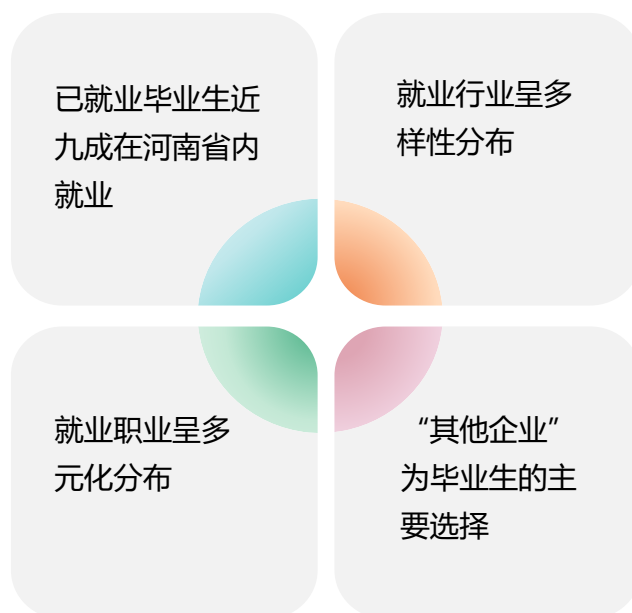 已就业毕业生近
九成在河南省内
就业
就业行业呈多
样性分布
就业职业呈多
元化分布
“其他企业”
为毕业生的主
要选择